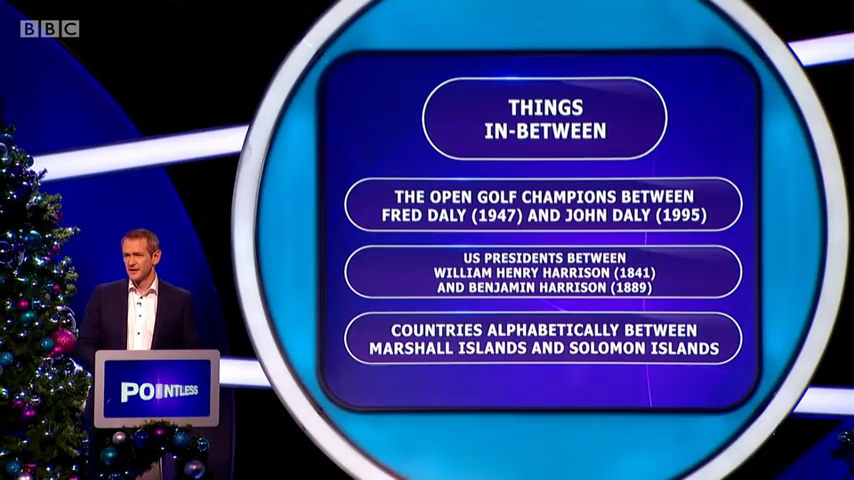 BBC
THINGS
IN-BETWEEN
THE OPEN GOLF CHAMPIONS BETWEEN
FRED DALY (1947) AND JOHN DALY (1995)
US PRESIDENTS BETWEEN
WILLIAM HENRY HARRISON (1841)
AND BENJAMIN HARRISON (1889)
COUNTRIES ALPHABETICALLY BETWEEN
MARSHALL ISLANDS AND SOLOMON ISLANDS
POINTLESS